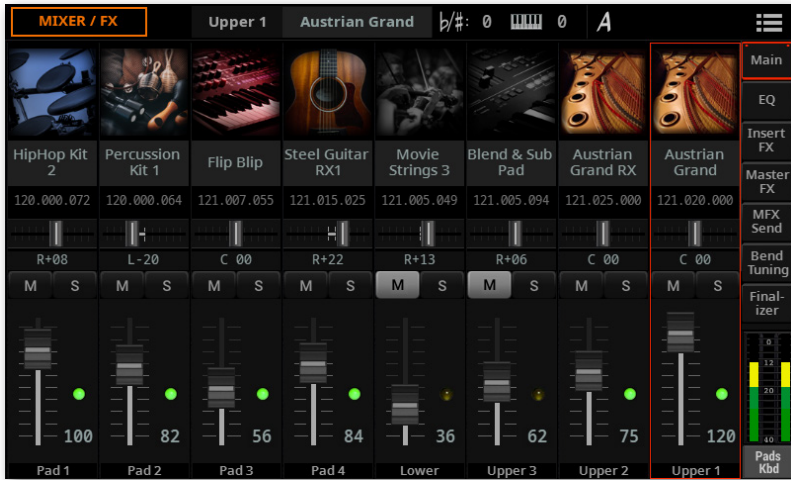 MIXER / FX Upper 1 Austrian Grand ♭/♯: 0 0 A
Main
EQ
Insert
FX
Master
FX
MFX
Send
Bend
Tuning
Final-
izer
HipHop Kit
2
Percussion
Kit 1
Flip Blip
Steel Guitar
RX1
Movie
Strings 3
Blend & Sub
Pad
Austrian
Grand RX
Austrian
Grand
120.000.072 120.000.064 121.007.055 121.015.025 121.005.049 121.005.094 121.025.000 121.020.000
R+08 L-20 C 00 R+22 R+13 R+06 C 00 C 00
M S M S M S M S M S M S M S M S
0
12
20
40
100 82 56 84 36 62 75 120
Pad 1 Pad 2 Pad 3 Pad 4 Lower Upper 3 Upper 2 Upper 1
Pads
Kbd